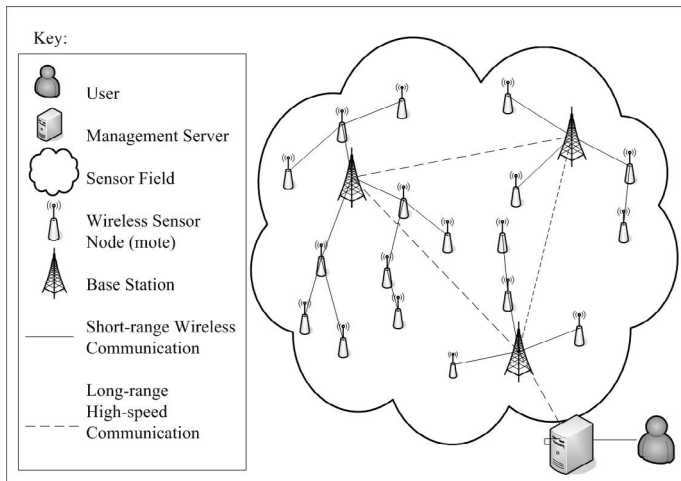 Key:
User
Management Server
Sensor Field
Wireless Sensor
Node (mote)
Base Station
Short-range Wireless
Communication
Long-range
High-speed
Communication